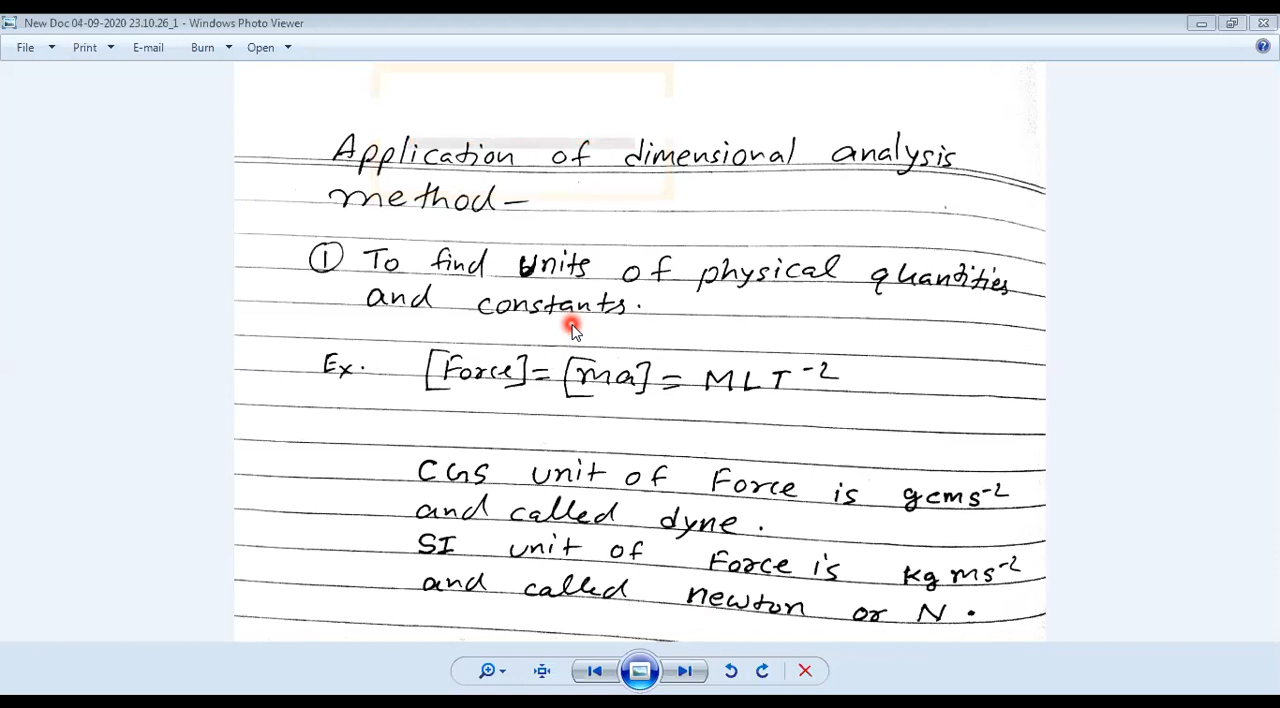 New Doc 04-09-2020 23.10.26_1 - Windows Photo Viewer
File Print E-mail Burn Open
Application of dimensional analysis
method-
① To find units of physical quantities
and constants.
Ex. [Force]=[ma]= MLT⁻²
CGS unit of Force is gcms⁻²
and called dyne.
SI unit of Force is kgms⁻²
and called newton or N.